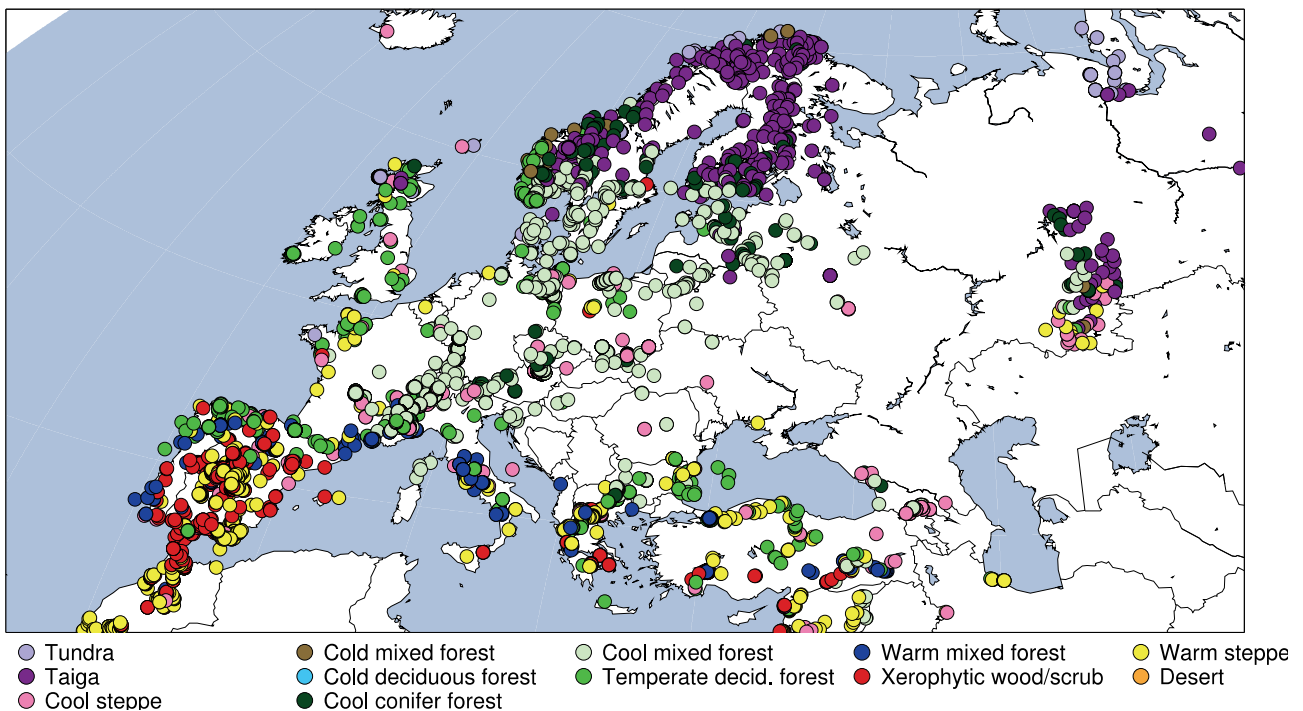 Tundra Cold mixed forest Cool mixed forest Warm mixed forest Warm steppe
Taiga Cold deciduous forest Temperate decid. forest Xerophytic wood/scrub Desert
Cool steppe Cool conifer forest